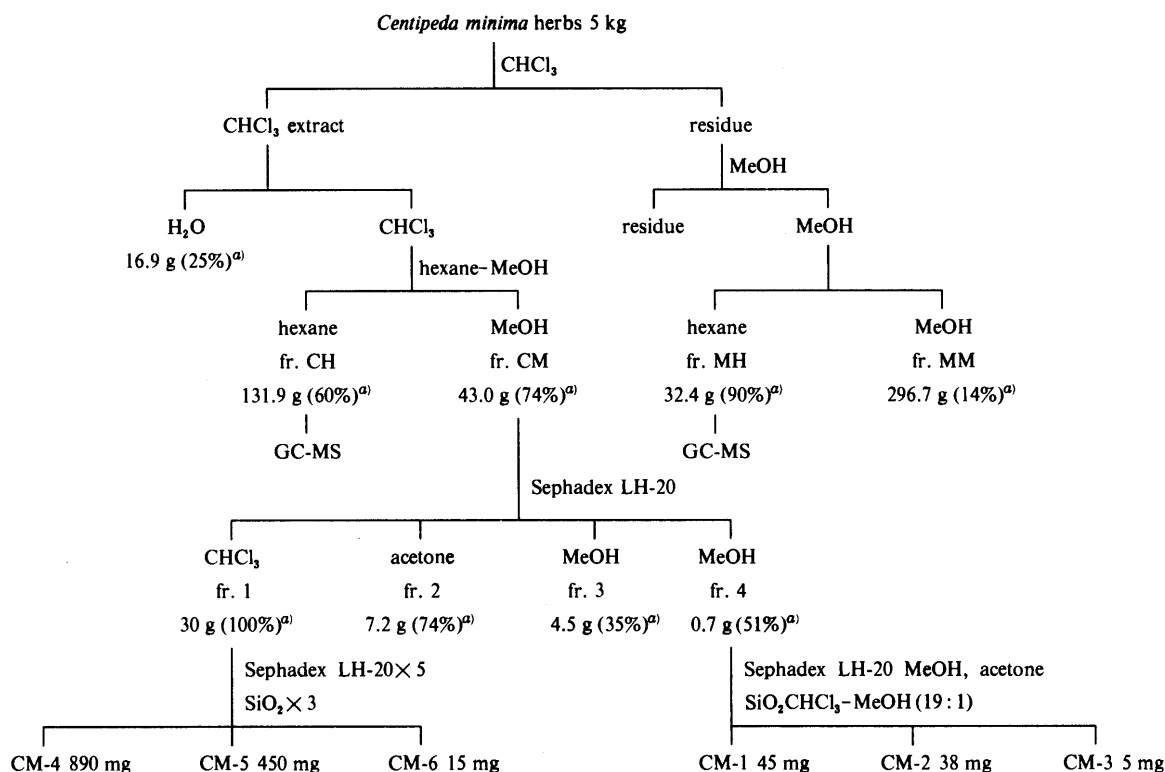 Centipeda minima herbs 5 kg
CHCl₃
CHCl₃ extract
residue
MeOH
H₂O
16.9 g (25%)ᵃ⁾
CHCl₃
residue
MeOH
hexane–MeOH
hexane
fr. CH
131.9 g (60%)ᵃ⁾
GC-MS
MeOH
fr. CM
43.0 g (74%)ᵃ⁾
hexane
fr. MH
32.4 g (90%)ᵃ⁾
GC-MS
MeOH
fr. MM
296.7 g (14%)ᵃ⁾
Sephadex LH-20
CHCl₃
fr. 1
30 g (100%)ᵃ⁾
acetone
fr. 2
7.2 g (74%)ᵃ⁾
MeOH
fr. 3
4.5 g (35%)ᵃ⁾
MeOH
fr. 4
0.7 g (51%)ᵃ⁾
Sephadex LH-20×5
SiO₂×3
Sephadex LH-20 MeOH, acetone
SiO₂CHCl₃–MeOH (19 : 1)
CM-4 890 mg
CM-5 450 mg
CM-6 15 mg
CM-1 45 mg
CM-2 38 mg
CM-3 5 mg